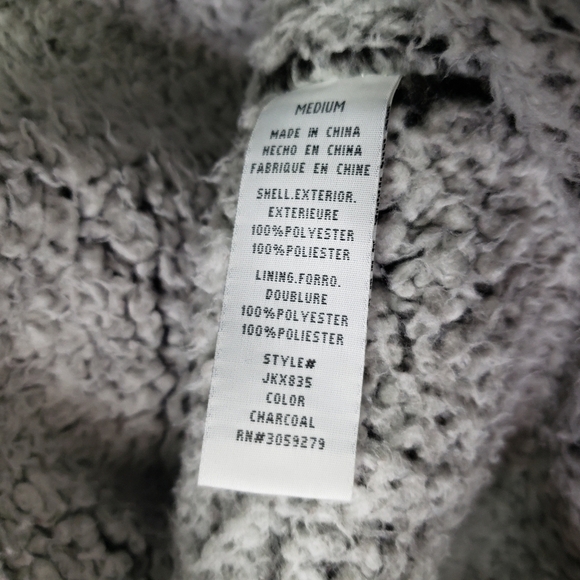 MEDIUM
MADE IN CHINA
HECHO EN CHINA
FABRIQUE EN CHINE
SHELL.EXTERIOR.
EXTERIEURE
100%POLYESTER
100%POLIESTER
LINING.FORRO.
DOUBLURE
100%POLYESTER
100%POLIESTER
STYLE#
JKX835
COLOR
CHARCOAL
RN#3059279